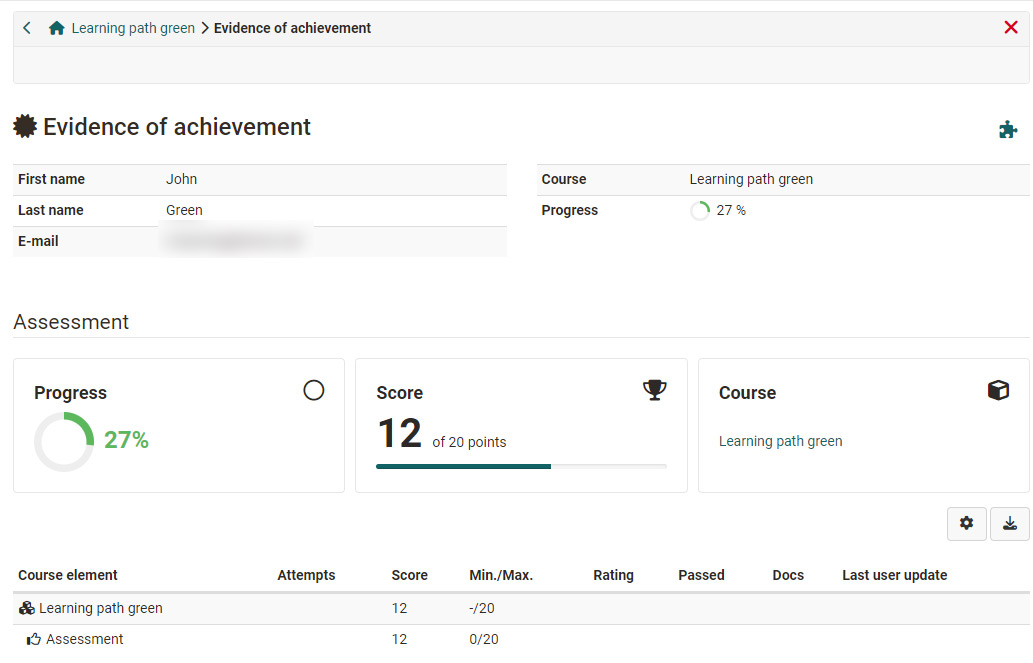 Learning path green > Evidence of achievement
Evidence of achievement
First name John
Last name Green
E-mail
Course Learning path green
Progress 27 %
Assessment
Progress
27%
Score
12 of 20 points
Course
Learning path green
Course element Attempts Score Min./Max. Rating Passed Docs Last user update
Learning path green 12 -/20
Assessment 12 0/20